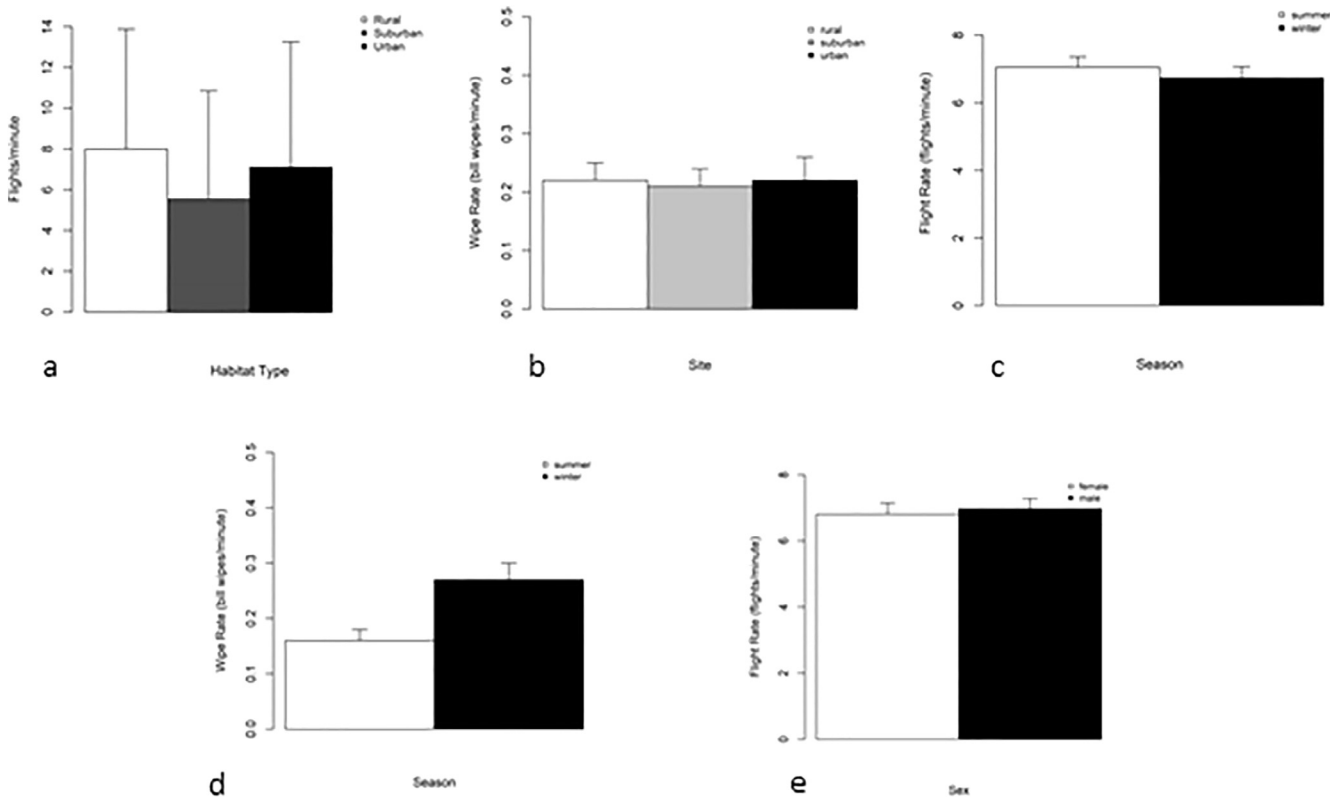 Rural
Suburban
Urban
Flights/minute
0 2 4 6 8 10 12 14
a
Habitat Type
rural
suburban
urban
Wipe Rate (bill wipes/minute)
0.0 0.1 0.2 0.3 0.4 0.5
b
Site
summer
winter
Flight Rate (flights/minute)
0 2 4 6 8
c
Season
summer
winter
Wipe Rate (bill wipes/minute)
0.0 0.1 0.2 0.3 0.4 0.5
d
Season
female
male
Flight Rate (flights/minute)
0 2 4 6 8
e
Sex